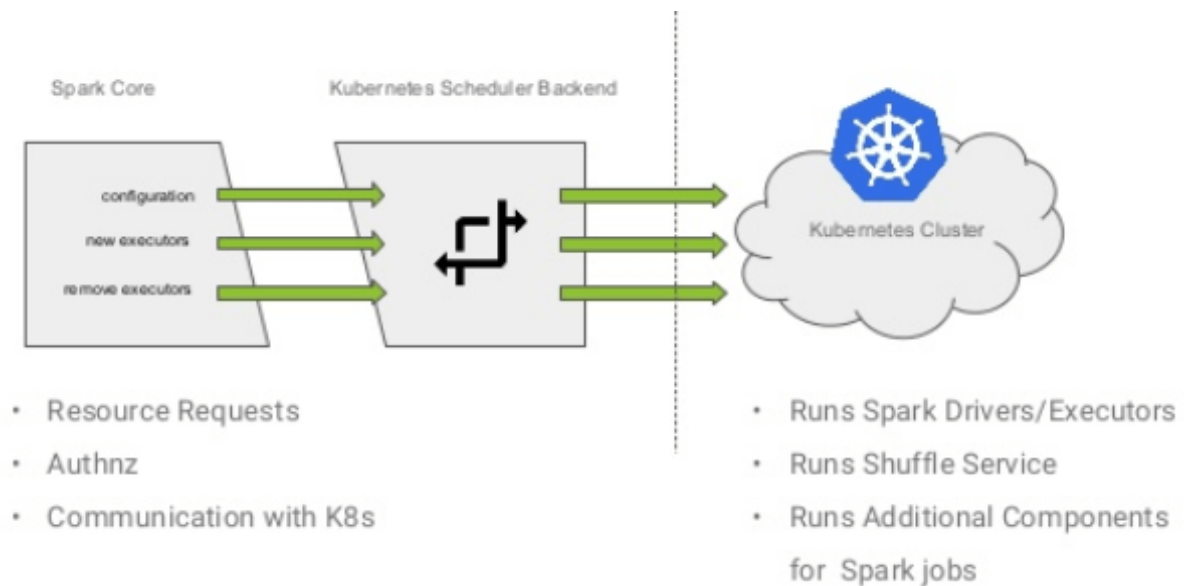 Spark Core
Kubernetes Scheduler Backend
configuration
new executors
remove executors
Kubernetes Cluster
• Resource Requests
• Authnz
• Communication with K8s
• Runs Spark Drivers/Executors
• Runs Shuffle Service
• Runs Additional Components
for Spark jobs